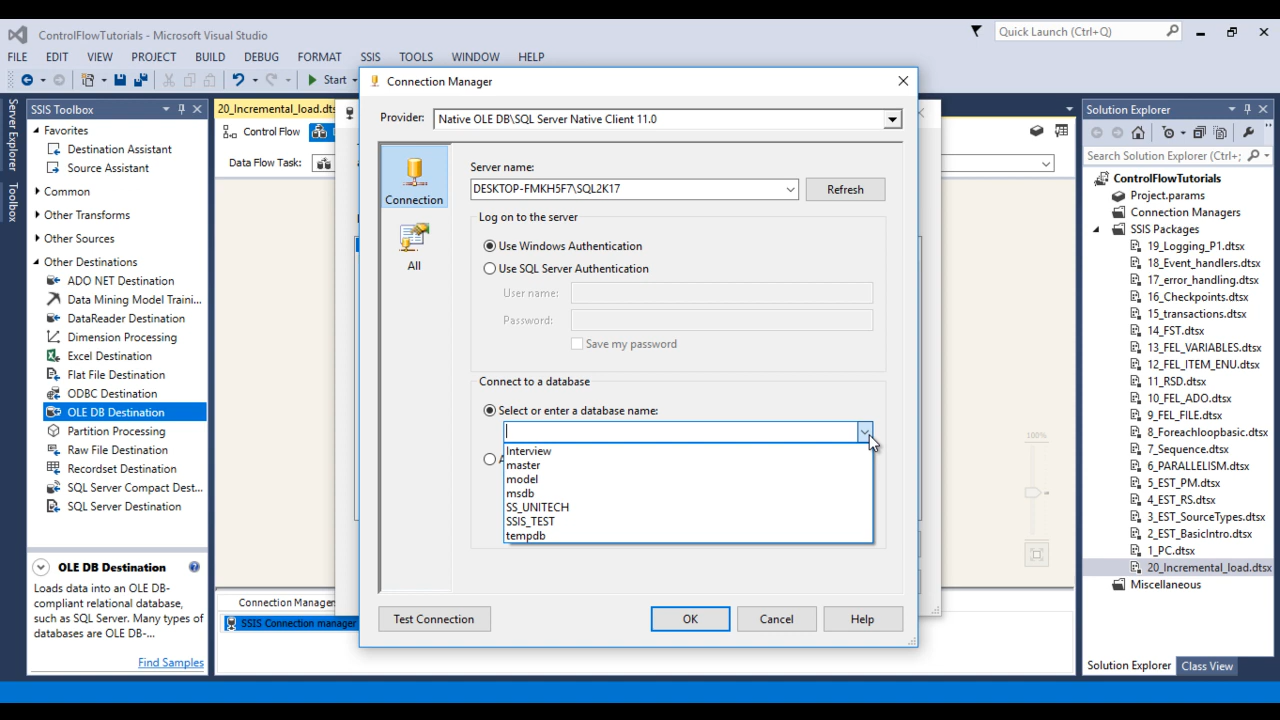 ControlFlowTutorials - Microsoft Visual Studio
Quick Launch (Ctrl+Q)
FILE EDIT VIEW PROJECT BUILD DEBUG FORMAT SSIS TOOLS WINDOW HELP
Start
Server Explorer
Toolbox
SSIS Toolbox
Favorites
Destination Assistant
Source Assistant
Common
Other Transforms
Other Sources
Other Destinations
ADO NET Destination
Data Mining Model Traini...
DataReader Destination
Dimension Processing
Excel Destination
Flat File Destination
ODBC Destination
OLE DB Destination
Partition Processing
Raw File Destination
Recordset Destination
SQL Server Compact Dest...
SQL Server Destination
OLE DB Destination
Loads data into an OLE DB-
compliant relational database,
such as SQL Server. Many types of
databases are OLE DB-...
Find Samples
20_Incremental_load.dts
Control Flow
Data Flow Task:
Connection Manager
SSIS Connection manager
100%
Connection Manager
Provider: Native OLE DB\SQL Server Native Client 11.0
Connection
All
Server name:
DESKTOP-FMKH5F7\SQL2K17
Refresh
Log on to the server
Use Windows Authentication
Use SQL Server Authentication
User name:
Password:
Save my password
Connect to a database
Select or enter a database name:
Interview
master
model
msdb
SS_UNITECH
SSIS_TEST
tempdb
Test Connection OK Cancel Help
Solution Explorer
Search Solution Explorer (Ctrl+;
ControlFlowTutorials
Project.params
Connection Managers
SSIS Packages
19_Logging_P1.dtsx
18_Event_handlers.dtsx
17_error_handling.dtsx
16_Checkpoints.dtsx
15_transactions.dtsx
14_FST.dtsx
13_FEL_VARIABLES.dtsx
12_FEL_ITEM_ENU.dtsx
11_RSD.dtsx
10_FEL_ADO.dtsx
9_FEL_FILE.dtsx
8_Foreachloopbasic.dtsx
7_Sequence.dtsx
6_PARALLELISM.dtsx
5_EST_PM.dtsx
4_EST_RS.dtsx
3_EST_SourceTypes.dtsx
2_EST_BasicIntro.dtsx
1_PC.dtsx
20_Incremental_load.dtsx
Miscellaneous
Solution Explorer Class View